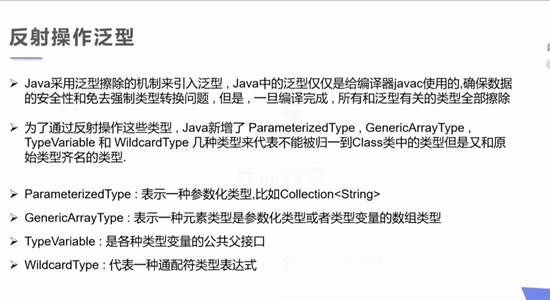 反射操作泛型
Java采用泛型擦除的机制来引入泛型 , Java中的泛型仅仅是给编译器javac使用的,确保数据
的安全性和免去强制类型转换问题 , 但是 , 一旦编译完成 , 所有和泛型有关的类型全部擦除
为了通过反射操作这些类型 , Java新增了 ParameterizedType , GenericArrayType ,
TypeVariable 和 WildcardType 几种类型来代表不能被归一到Class类中的类型但是又和原
始类型齐名的类型.
ParameterizedType : 表示一种参数化类型,比如Collection<String>
GenericArrayType : 表示一种元素类型是参数化类型或者类型变量的数组类型
TypeVariable : 是各种类型变量的公共父接口
WildcardType : 代表一种通配符类型表达式